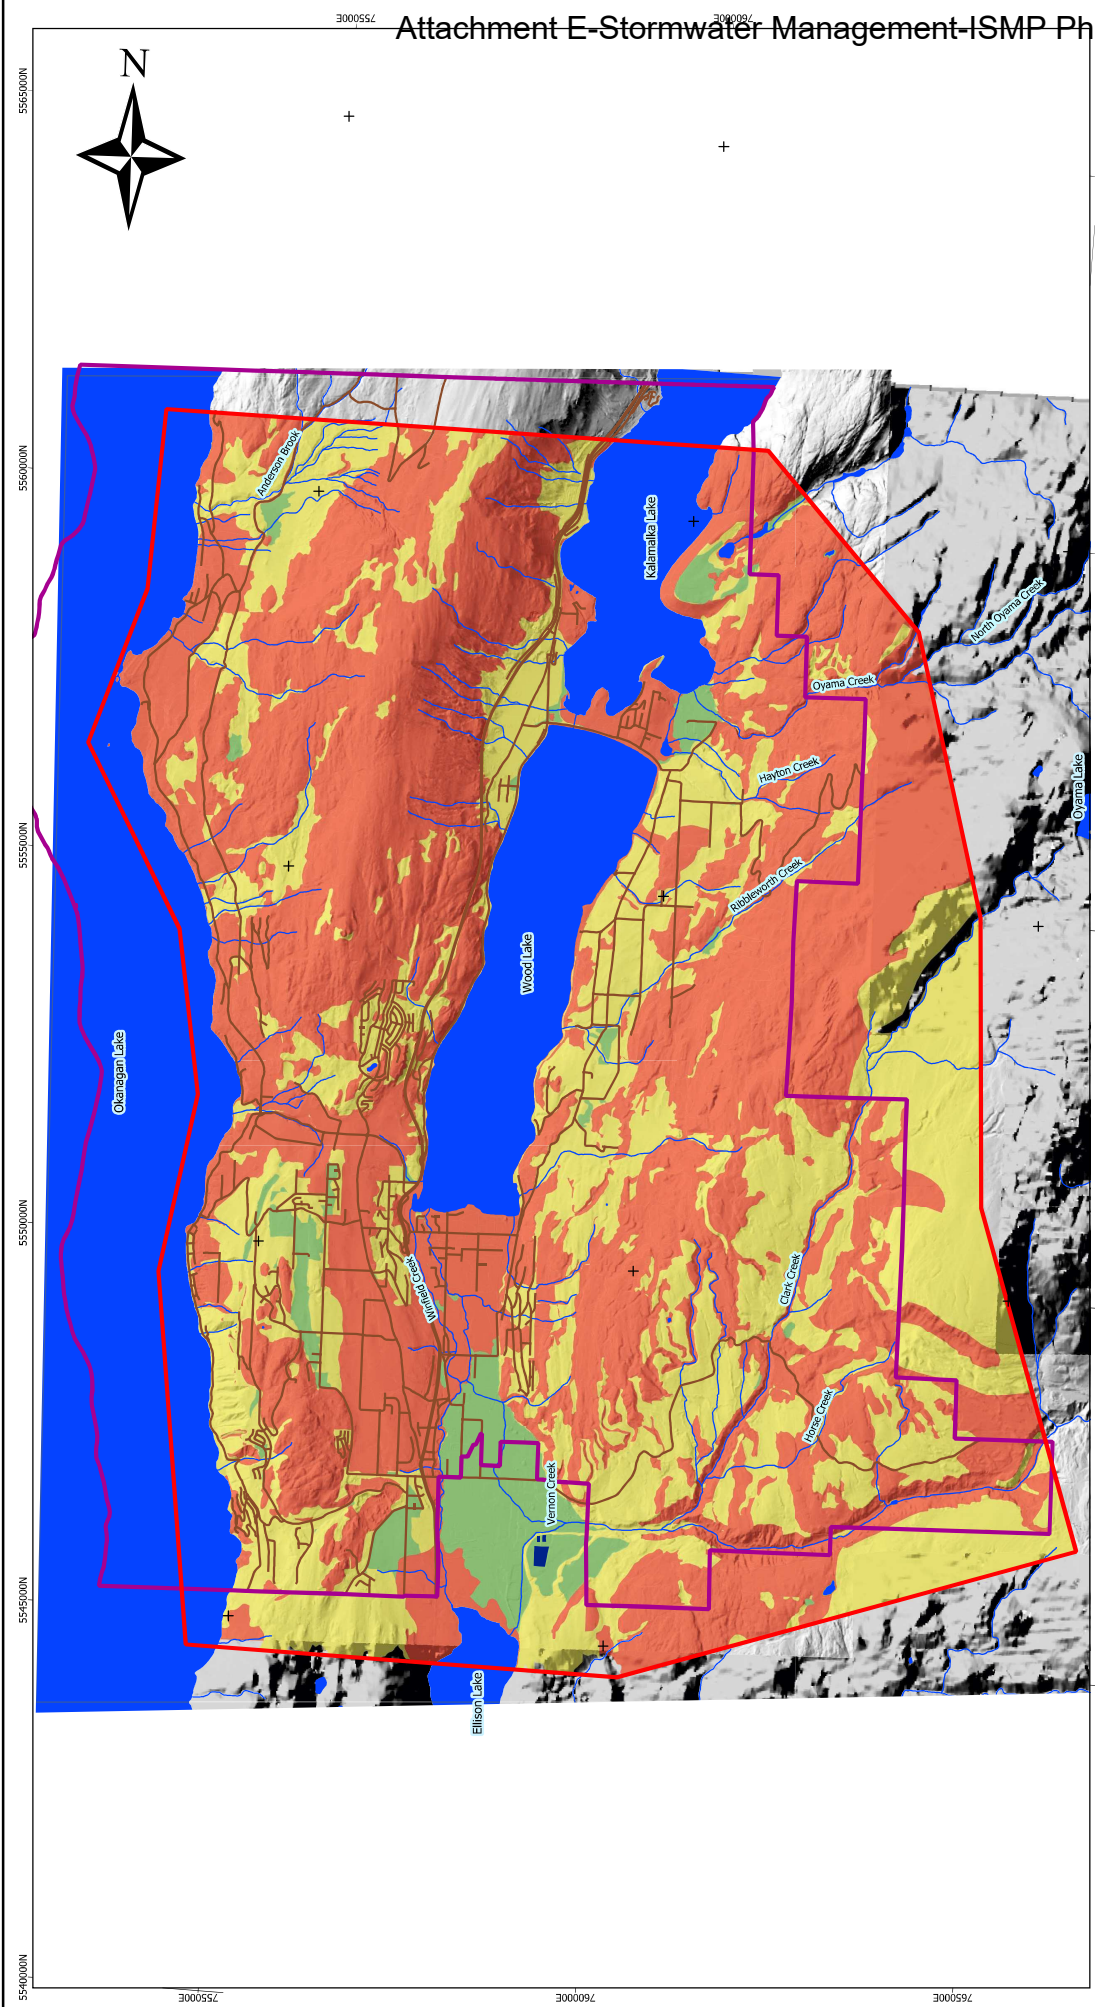 Attachment E-Stormwater Management-ISMP Ph
755000E
760000E
N
5565000N
5560000N
Anderson Brook
Kalamalka Lake
North Oyama Creek
Oyama Creek
Hayton Creek
Oyama Lake
5555000N
Ribbleworth Creek
Wood Lake
Okanagan Lake
5550000N
Winfield Creek
Clark Creek
Horse Creek
Vernon Creek
5545000N
Ellison Lake
5540000N
755000E
760000E
765000E